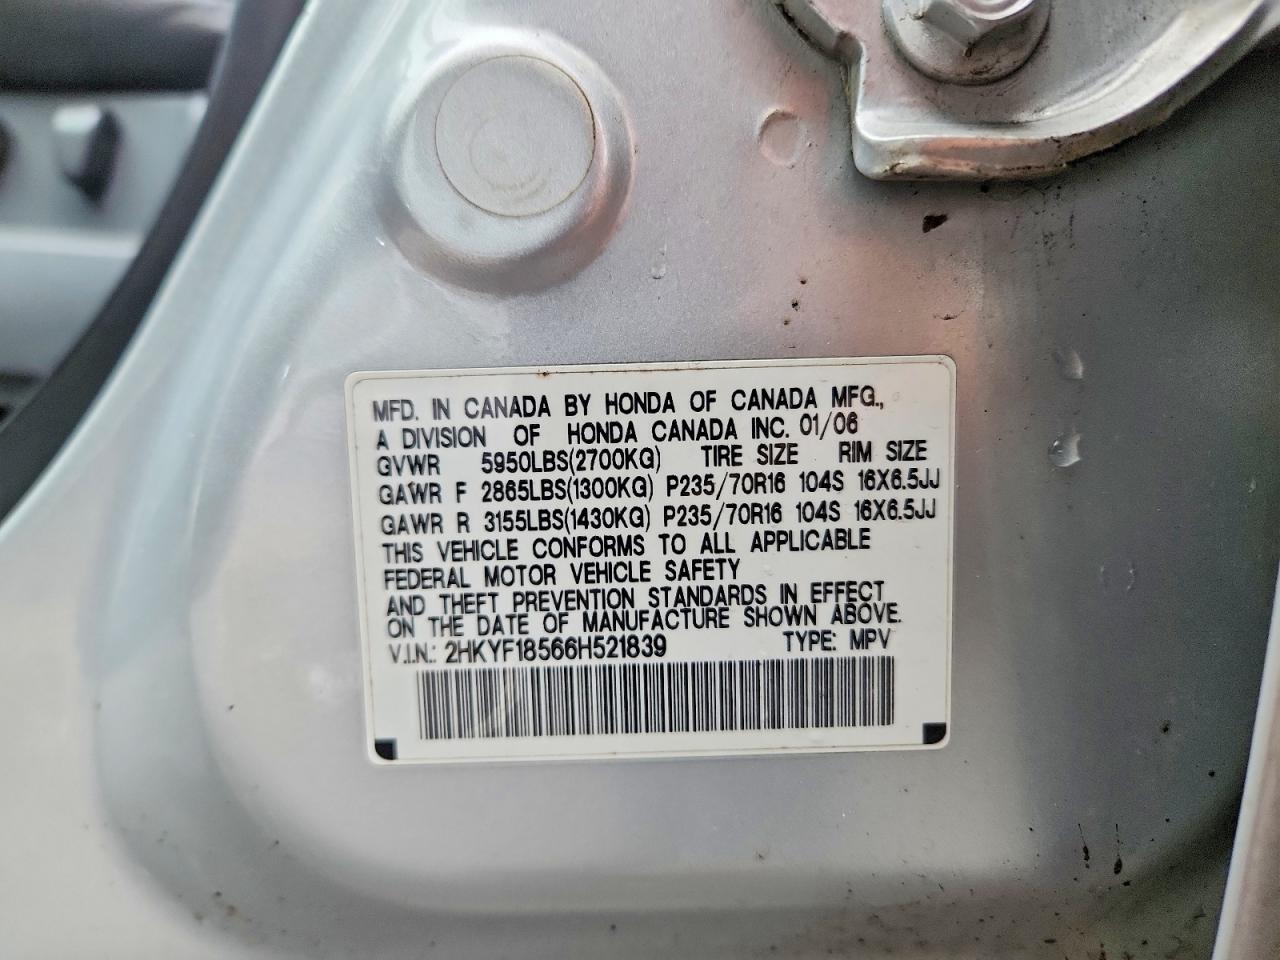 MFD. IN CANADA BY HONDA OF CANADA MFG.,
A DIVISION OF HONDA CANADA INC. 01/06
GVWR 5950LBS(2700KG) TIRE SIZE RIM SIZE
GAWR F 2865LBS(1300KG) P235/70R16 104S 16X6.5JJ
GAWR R 3155LBS(1430KG) P235/70R16 104S 16X6.5JJ
THIS VEHICLE CONFORMS TO ALL APPLICABLE
FEDERAL MOTOR VEHICLE SAFETY
AND THEFT PREVENTION STANDARDS IN EFFECT
ON THE DATE OF MANUFACTURE SHOWN ABOVE.
V.I.N.: 2HKYF18566H521839 TYPE: MPV